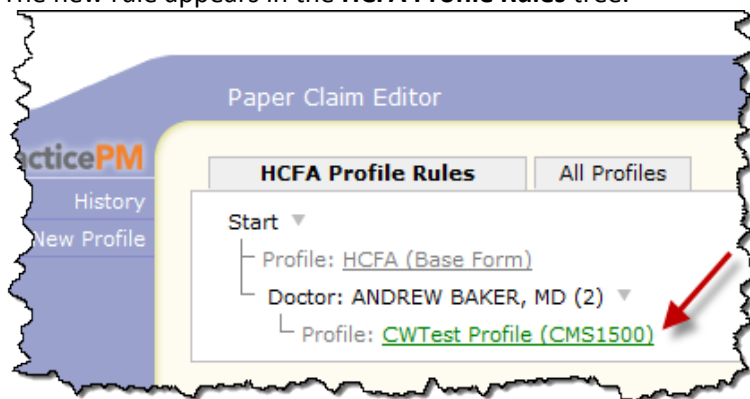 The new rule appears in the HCFA Profile Rules tree.
Paper Claim Editor
cticePM
History
New Profile
HCFA Profile Rules
All Profiles
Start
Profile: HCFA (Base Form)
Doctor: ANDREW BAKER, MD (2)
Profile: CWTest Profile (CMS1500)